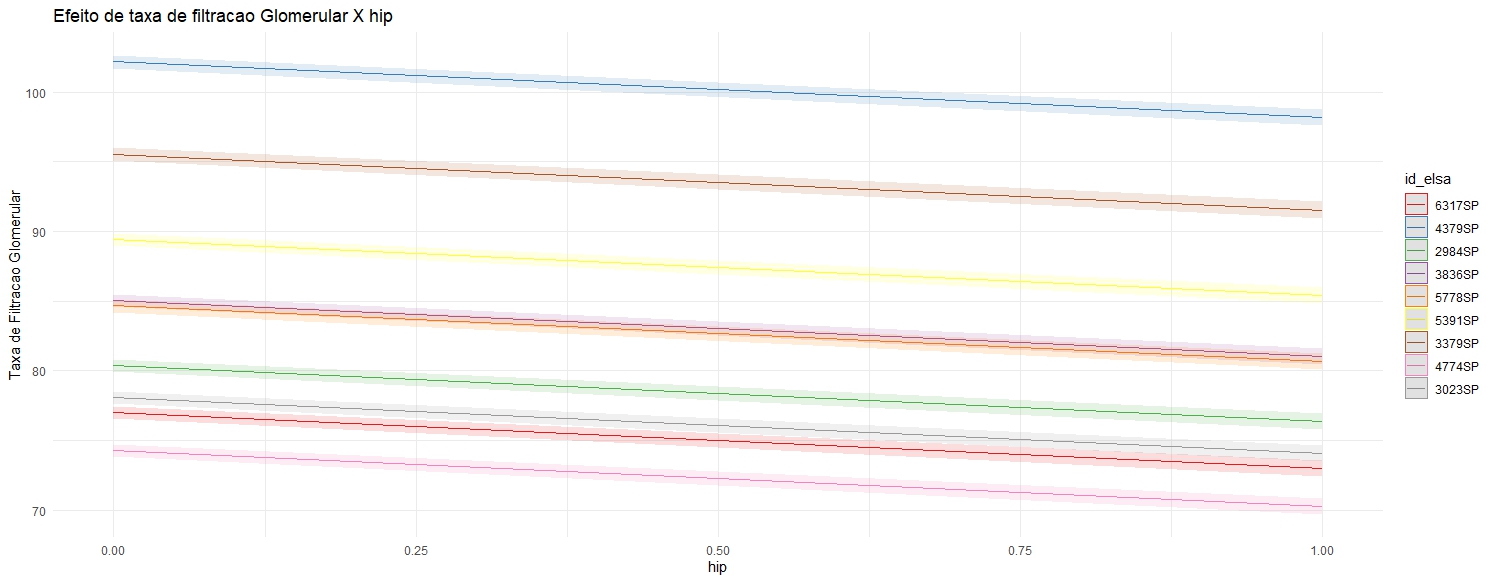 Efeito de taxa de filtracao Glomerular X hip
Taxa de Filtracao Glomerular
100
90
80
70
0.00
0.25
0.50
0.75
1.00
hip
id_elsa
6317SP
4379SP
2984SP
3836SP
5778SP
5391SP
3379SP
4774SP
3023SP